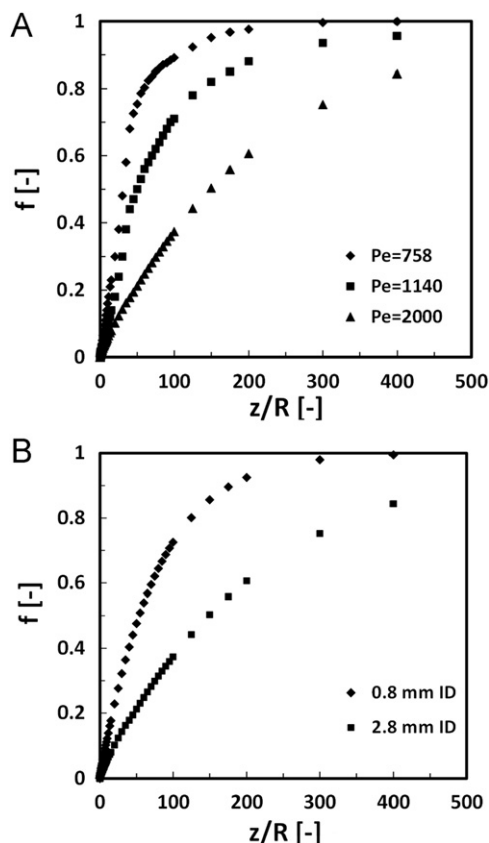 A
f [-]
1
0.8
0.6
0.4
0.2
0
Pe=758
Pe=1140
Pe=2000
0 100 200 300 400 500
z/R [-]
B
f [-]
1
0.8
0.6
0.4
0.2
0
0.8 mm ID
2.8 mm ID
0 100 200 300 400 500
z/R [-]